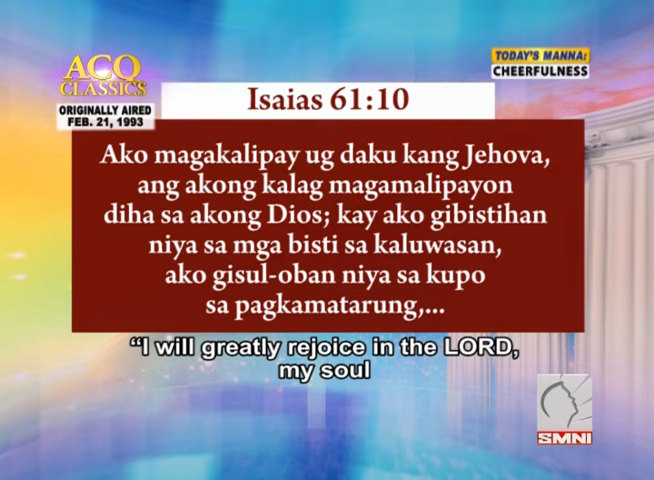 ACQ
CLASSICS
ORIGINALLY AIRED
FEB. 21, 1993
TODAY'S MANNA:
CHEERFULNESS
Isaias 61:10
Ako magakalipay ug daku kang Jehova,
ang akong kalag magamalipayon
diha sa akong Dios; kay ako gibistihan
niya sa mga bisti sa kaluwasan,
ako gisul-oban niya sa kupo
sa pagkamatarung,...
“I will greatly rejoice in the LORD,
my soul
SMNI